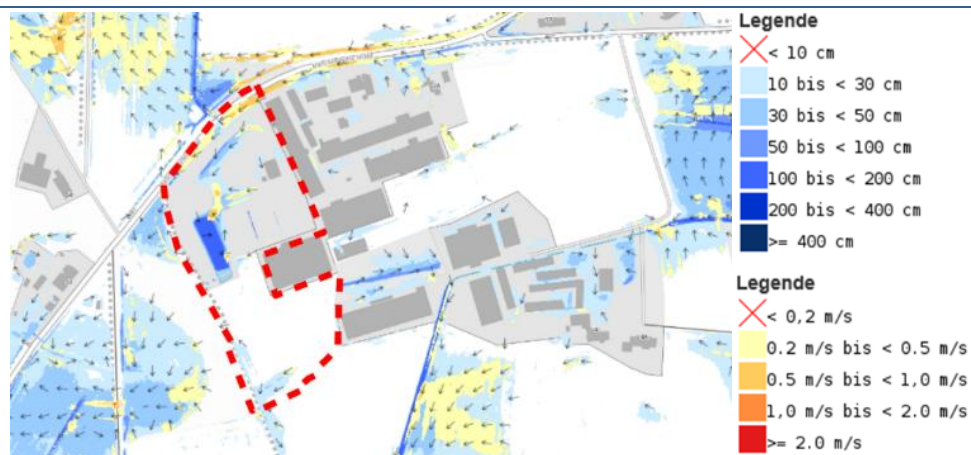 Legende
< 10 cm
10 bis < 30 cm
30 bis < 50 cm
50 bis < 100 cm
100 bis < 200 cm
200 bis < 400 cm
>= 400 cm
Legende
< 0,2 m/s
0.2 m/s bis < 0.5 m/s
0.5 m/s bis < 1,0 m/s
1,0 m/s bis < 2.0 m/s
>= 2.0 m/s